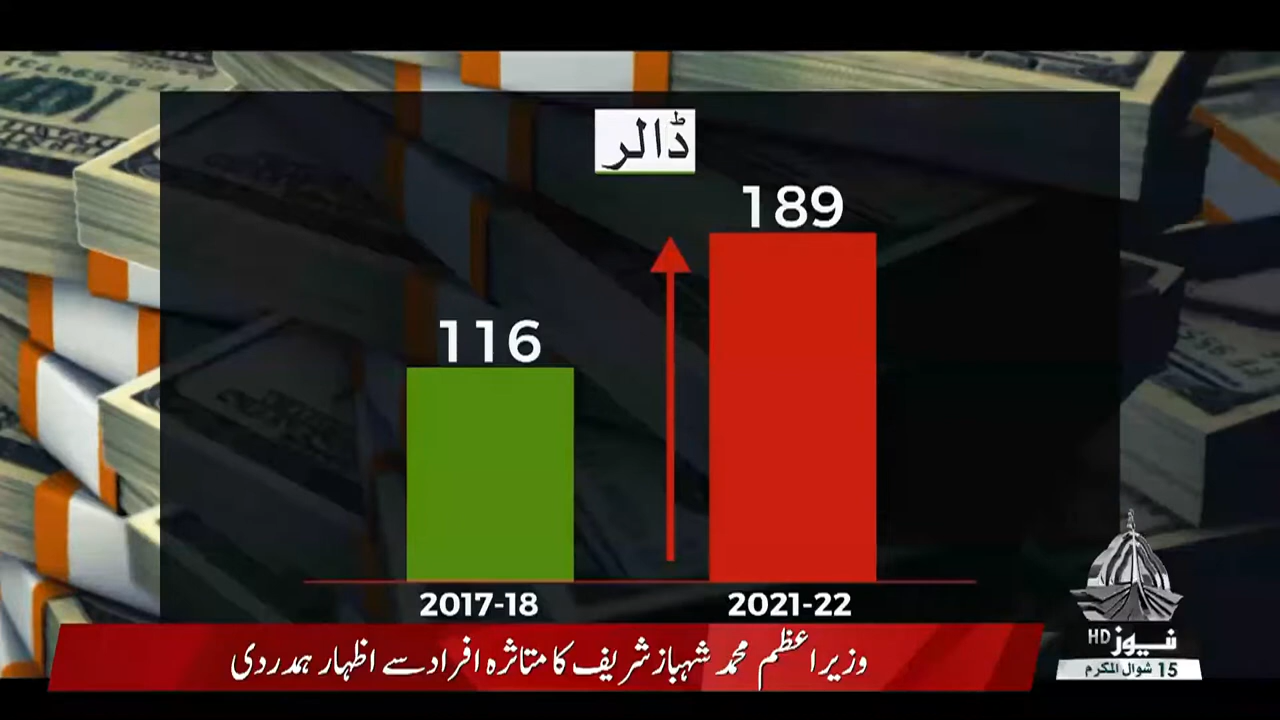 ڈالر
189
116
2017-18
2021-22
وزیراعظم محمد شہباز شریف کا متاثرہ افراد سے اظہار ہمدردی
نیوز HD
15 شوال المکرم